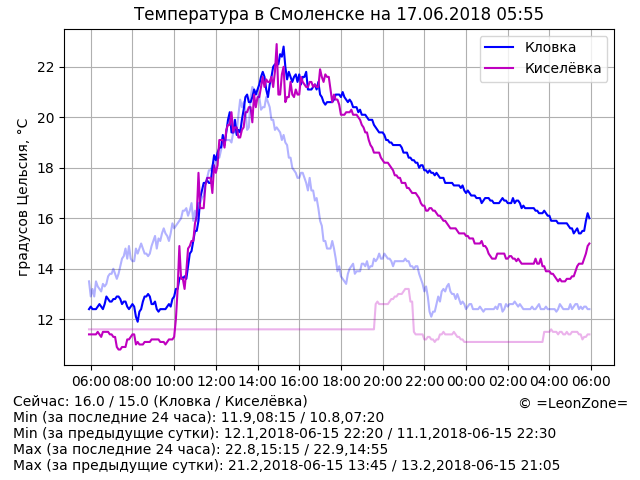 Температура в Смоленске на 17.06.2018 05:55
градусов Цельсия, °C
22
20
18
16
14
12
Кловка
Киселёвка
06:00 08:00 10:00 12:00 14:00 16:00 18:00 20:00 22:00 00:00 02:00 04:00 06:00
Сейчас: 16.0 / 15.0 (Кловка / Киселёвка)
© =LeonZone=
Min (за последние 24 часа): 11.9,08:15 / 10.8,07:20
Min (за предыдущие сутки): 12.1,2018-06-15 22:20 / 11.1,2018-06-15 22:30
Max (за последние 24 часа): 22.8,15:15 / 22.9,14:55
Max (за предыдущие сутки): 21.2,2018-06-15 13:45 / 13.2,2018-06-15 21:05